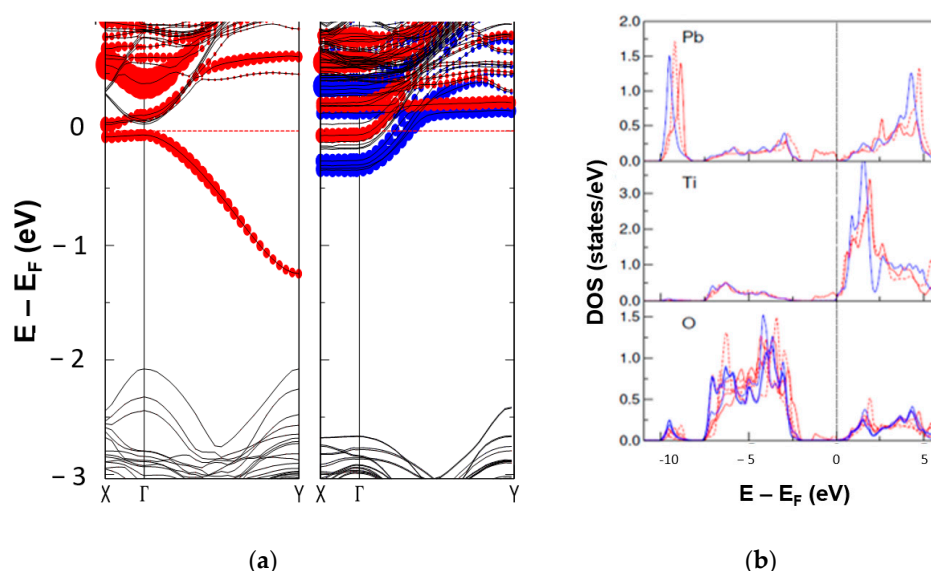 E – E_F (eV)
0
– 1
– 2
– 3
X Γ Y
X Γ Y
(a)
DOS (states/eV)
Pb
2.0
1.5
1.0
0.5
0.0
Ti
3.0
2.0
1.0
0.0
O
1.5
1.0
0.5
0.0
-10 – 5 0 5
E – E_F (eV)
(b)